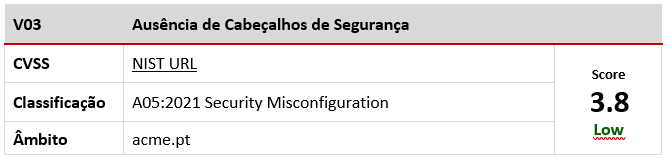 V03 Ausência de Cabeçalhos de Segurança
CVSS NIST URL
Classificação A05:2021 Security Misconfiguration
Âmbito acme.pt
Score
3.8
Low